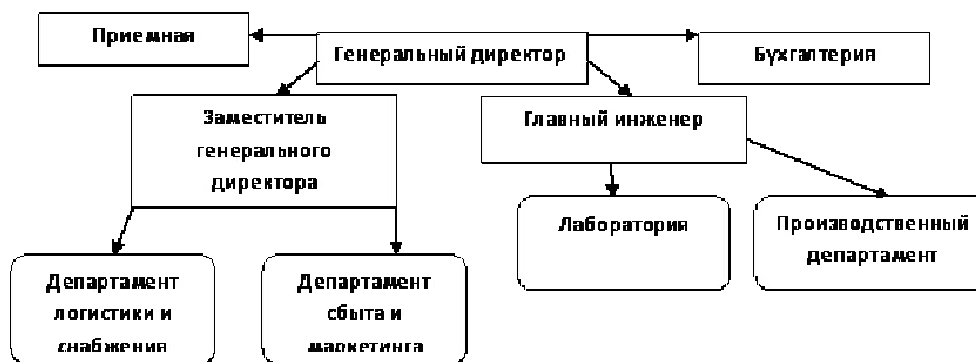 Приемная
Генеральный директор
Бухгалтерия
Заместитель
генерального
директора
Главный инженер
Лаборатория
Производственный
департамент
Департамент
логистики и
снабжения
Департамент
сбыта и
маркетинга